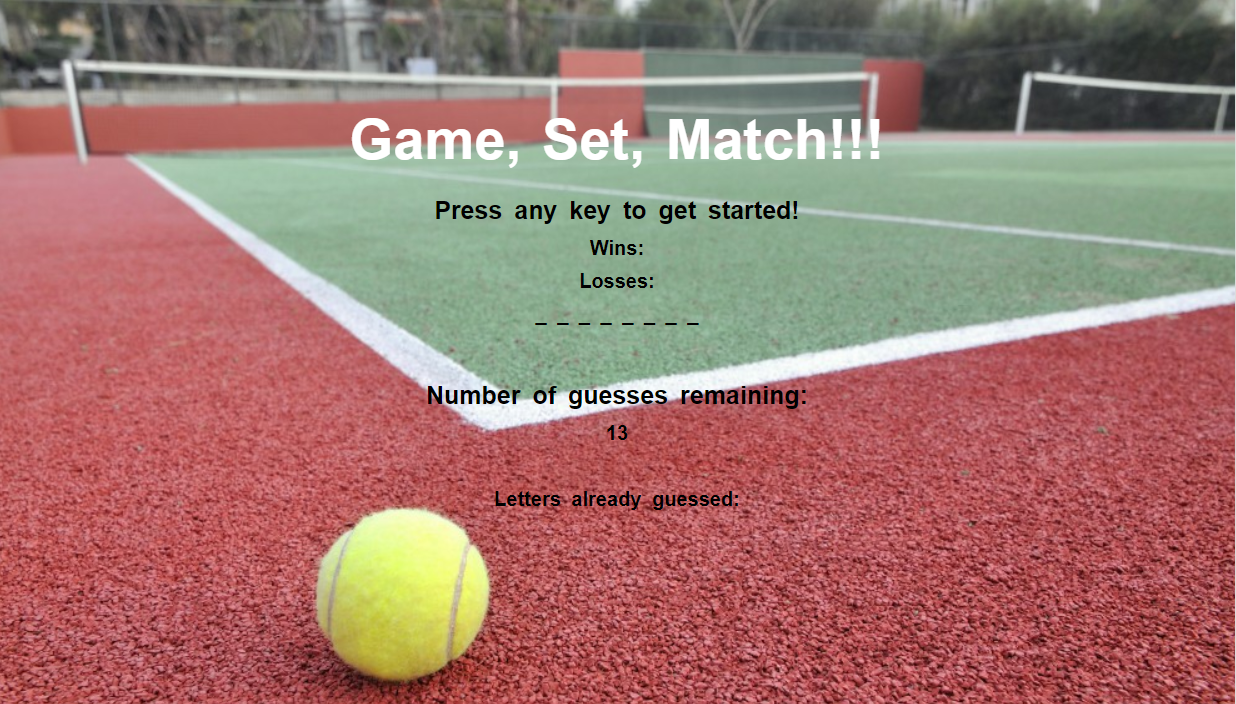 Game, Set, Match!!!
Press any key to get started!
Wins:
Losses:
_ _ _ _ _ _ _ _
Number of guesses remaining:
13
Letters already guessed: